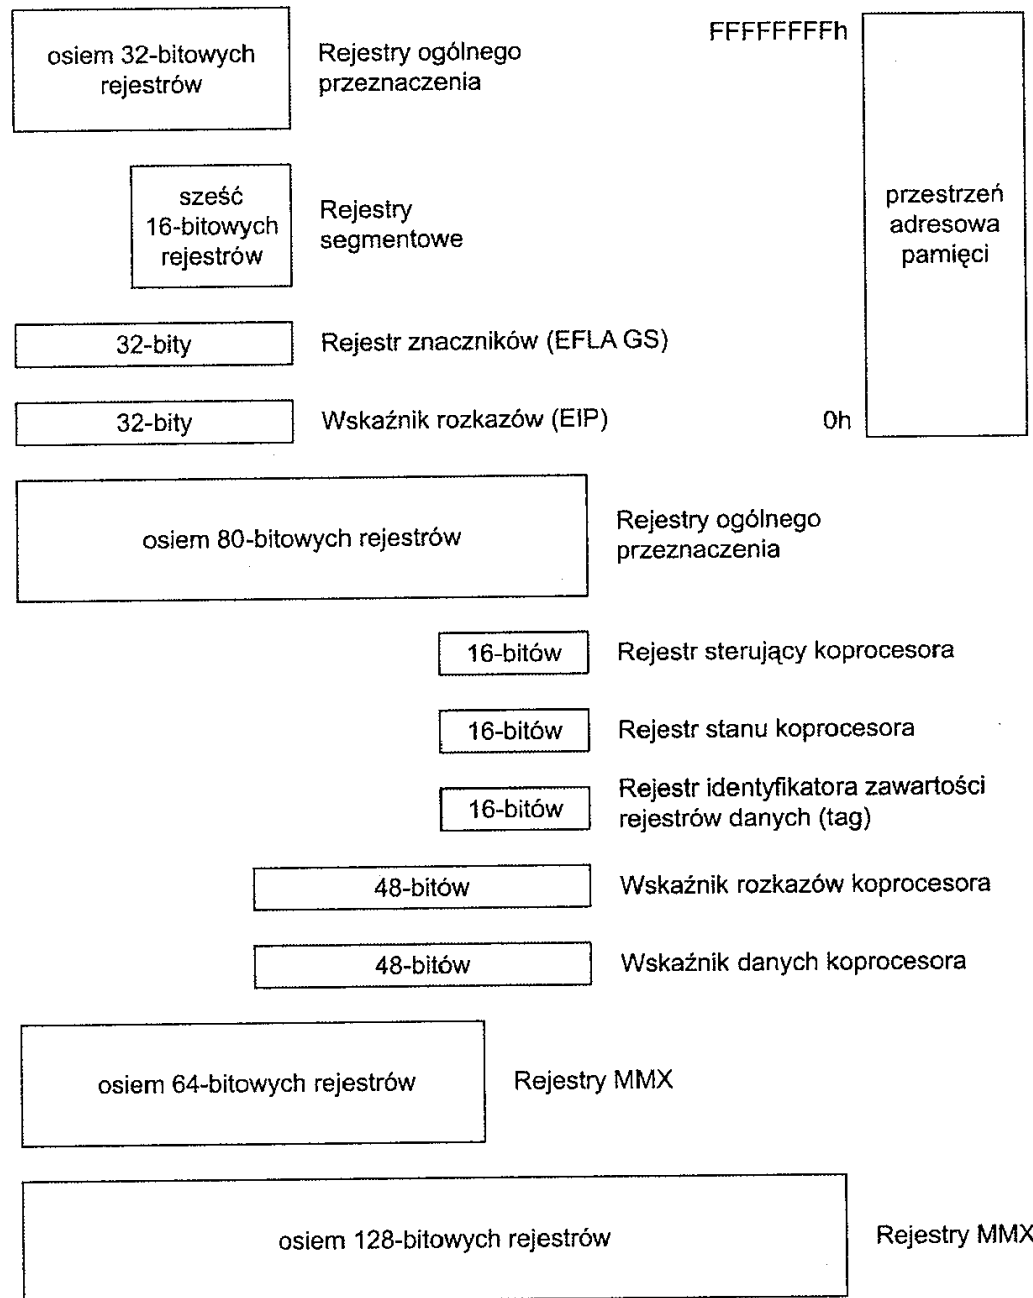 osiem 32-bitowych
rejestrów
Rejestry ogólnego
przeznaczenia
FFFFFFFFh
przestrzeń
adresowa
pamięci
0h
sześć
16-bitowych
rejestrów
Rejestry
segmentowe
32-bity
Rejestr znaczników (EFLA GS)
32-bity
Wskaźnik rozkazów (EIP)
osiem 80-bitowych rejestrów
Rejestry ogólnego
przeznaczenia
16-bitów
Rejestr sterujący koprocesora
16-bitów
Rejestr stanu koprocesora
16-bitów
Rejestr identyfikatora zawartości
rejestrów danych (tag)
48-bitów
Wskaźnik rozkazów koprocesora
48-bitów
Wskaźnik danych koprocesora
osiem 64-bitowych rejestrów
Rejestry MMX
osiem 128-bitowych rejestrów
Rejestry MMX